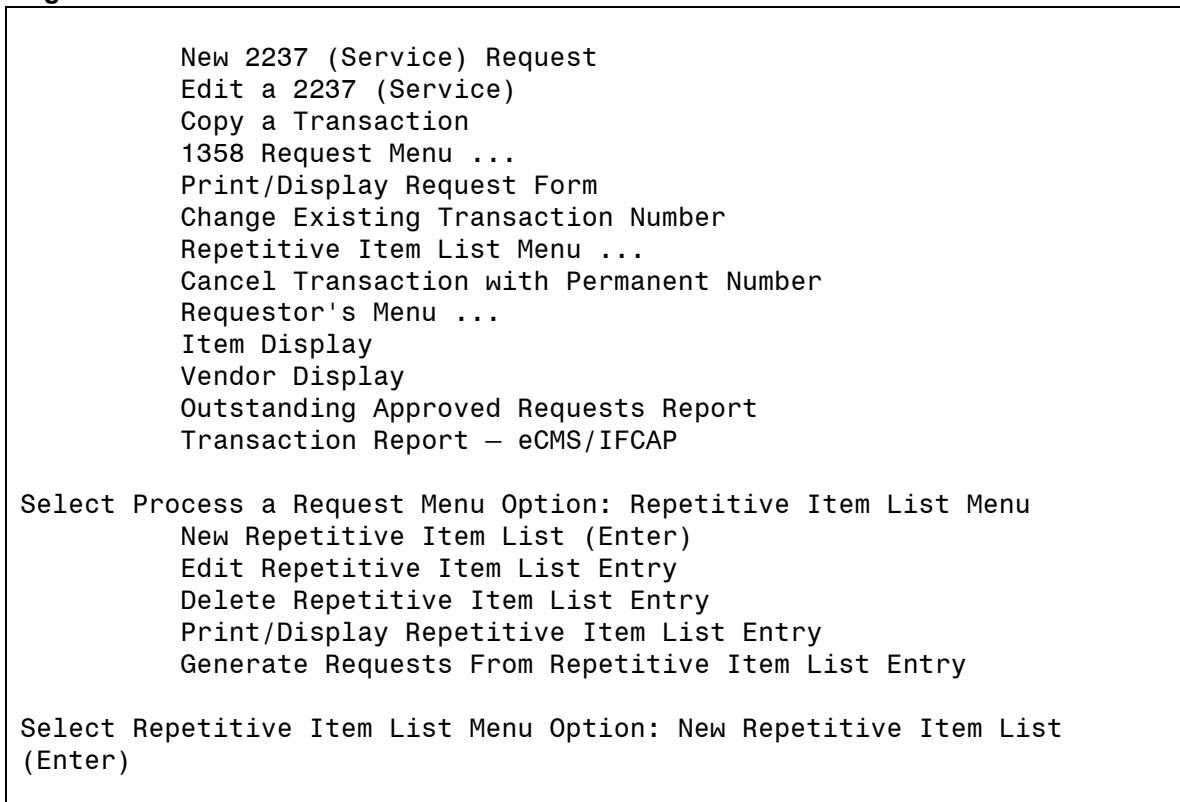 New 2237 (Service) Request
Edit a 2237 (Service)
Copy a Transaction
1358 Request Menu ...
Print/Display Request Form
Change Existing Transaction Number
Repetitive Item List Menu ...
Cancel Transaction with Permanent Number
Requestor's Menu ...
Item Display
Vendor Display
Outstanding Approved Requests Report
Transaction Report – eCMS/IFCAP
Select Process a Request Menu Option: Repetitive Item List Menu
New Repetitive Item List (Enter)
Edit Repetitive Item List Entry
Delete Repetitive Item List Entry
Print/Display Repetitive Item List Entry
Generate Requests From Repetitive Item List Entry
Select Repetitive Item List Menu Option: New Repetitive Item List
(Enter)